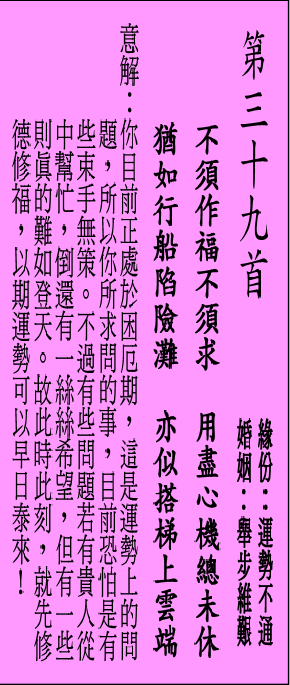 第三十九首
緣份：運勢不通
婚姻：舉步維艱
不須作福不須求　用盡心機總未休
猶如行船陷險灘　亦似搭梯上雲端
意解：你目前正處於困厄期，這是運勢上的問
題，所以你所求問的事，目前恐怕是有
些束手無策。不過有些問題若有貴人從
中幫忙，倒還有一絲絲希望，但有一些
則真的難如登天。故此時此刻，就先修
德修福，以期運勢可以早日泰來！